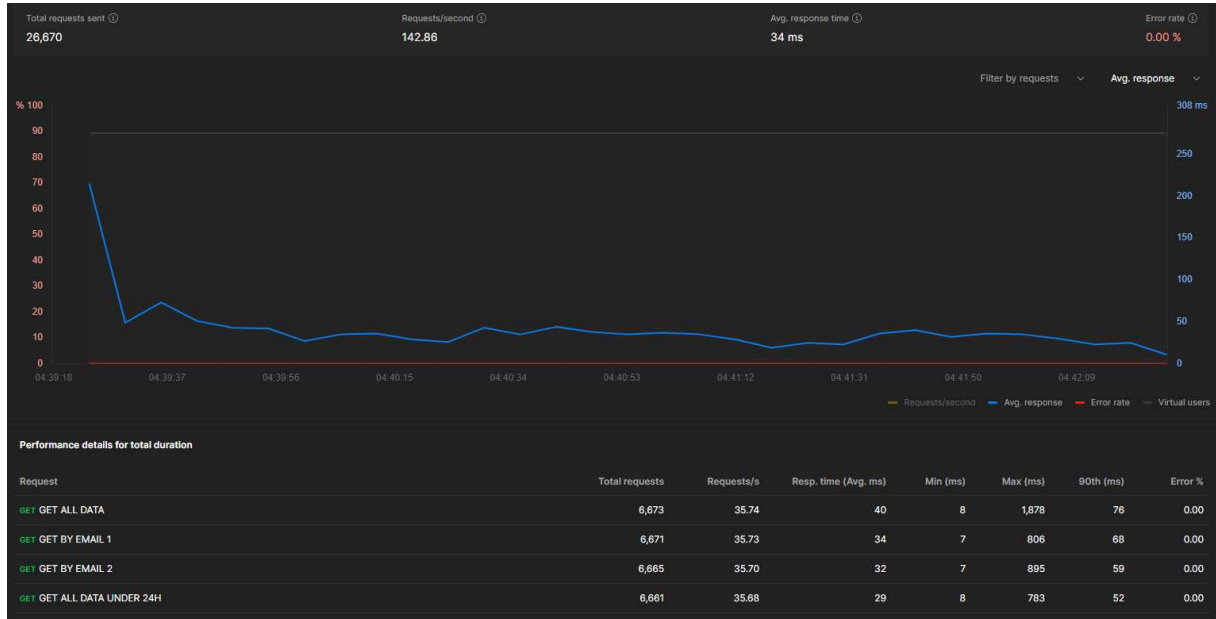 Total requests sent ⓘ Requests/second ⓘ Avg. response time ⓘ Error rate ⓘ
26,670 142.86 34 ms 0.00 %
Filter by requests Avg. response
% 100 308 ms
90
80 250
70
60 200
50 150
40
30 100
20 50
10
0 0
04:39:18 04:39:37 04:39:56 04:40:15 04:40:34 04:40:53 04:41:12 04:41:31 04:41:50 04:42:09
Requests/second Avg. response Error rate Virtual users
Performance details for total duration
Request Total requests Requests/s Resp. time (Avg. ms) Min (ms) Max (ms) 90th (ms) Error %
GET GET ALL DATA 6,673 35.74 40 8 1,878 76 0.00
GET GET BY EMAIL 1 6,671 35.73 34 7 806 68 0.00
GET GET BY EMAIL 2 6,665 35.70 32 7 895 59 0.00
GET GET ALL DATA UNDER 24H 6,661 35.68 29 8 783 52 0.00